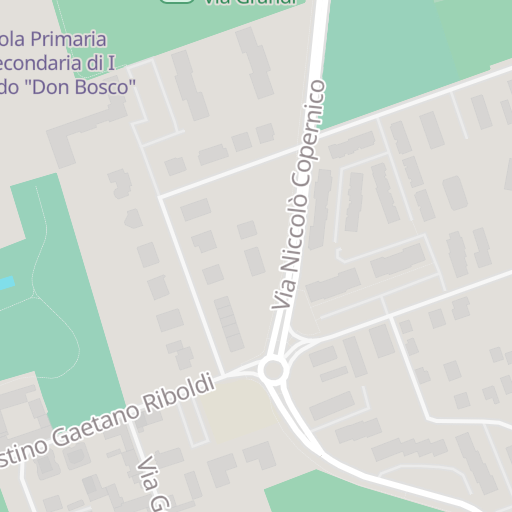 Via Grandi
ola Primaria
econdaria di I
do "Don Bosco"
Via Niccolò Copernico
stino Gaetano Riboldi
Via G